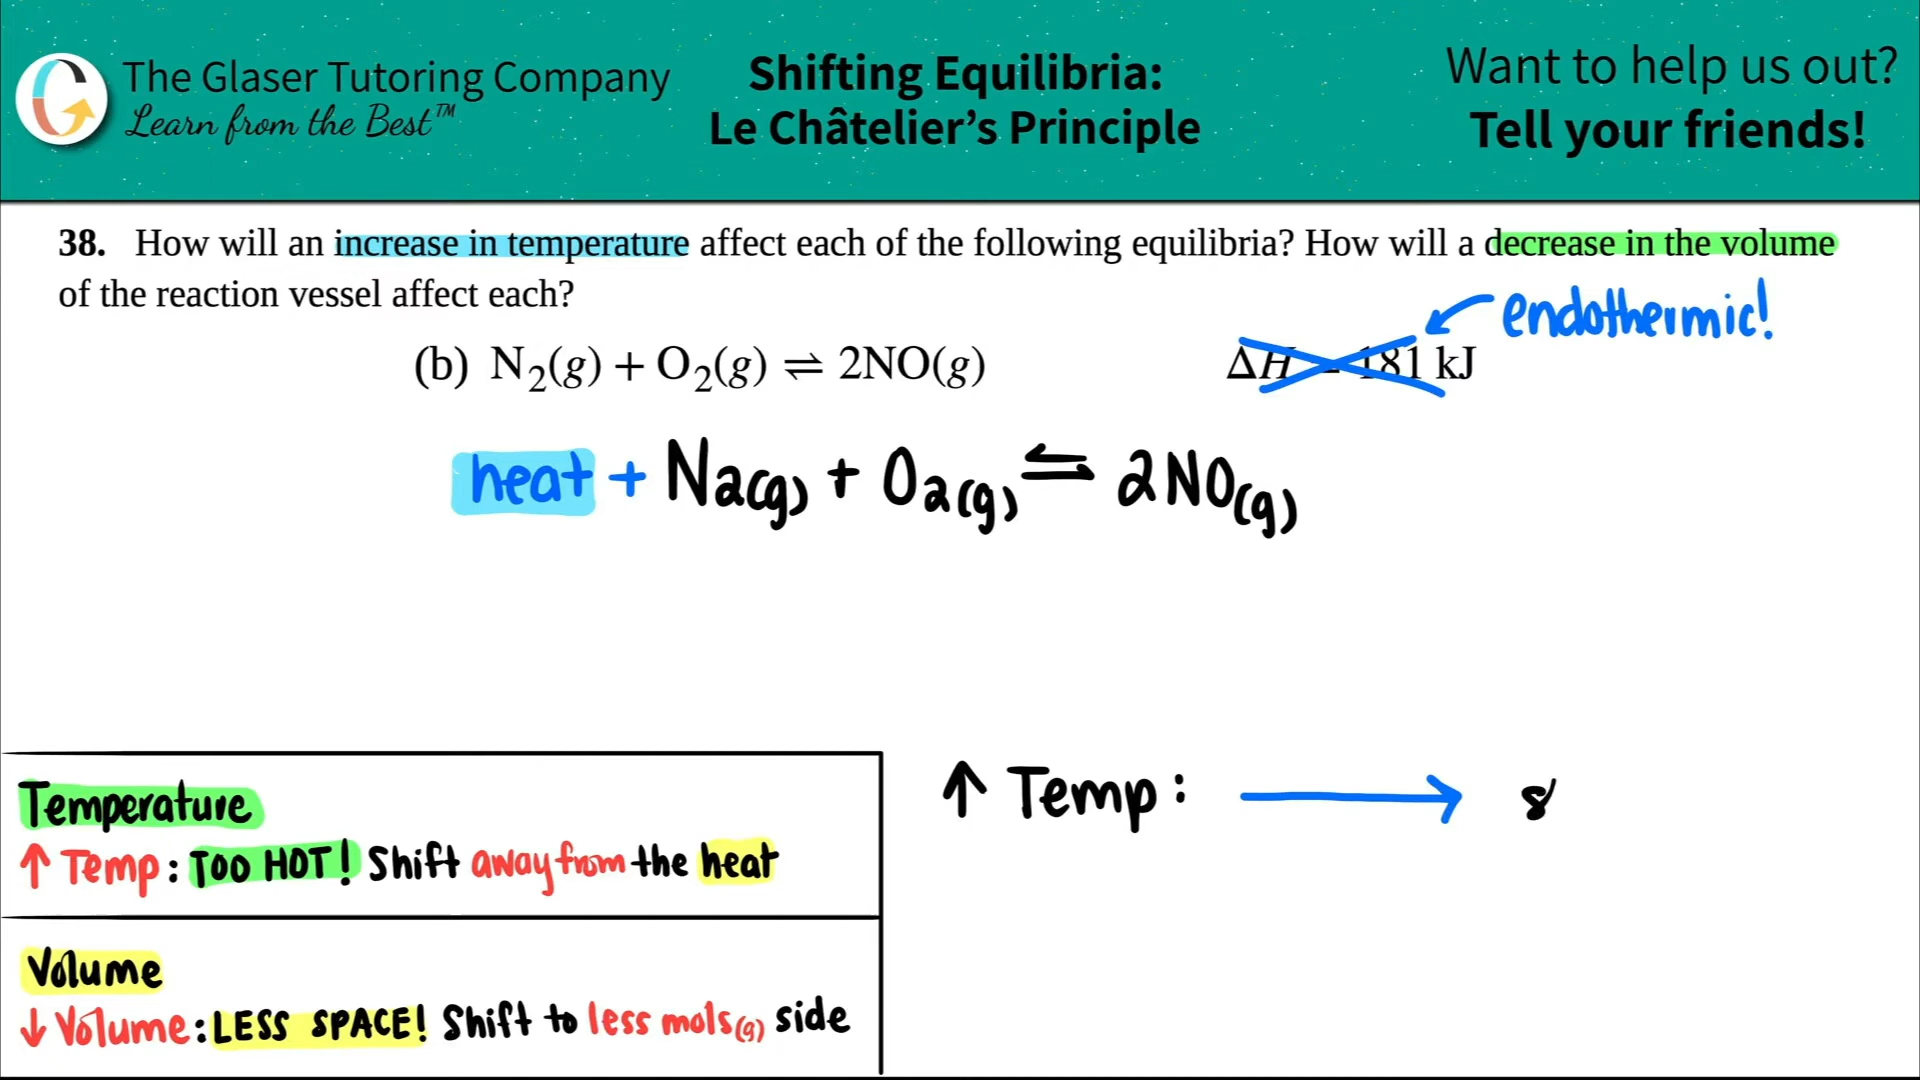 The Glaser Tutoring Company
Learn from the Best™
Shifting Equilibria:
Le Châtelier's Principle
Want to help us out?
Tell your friends!
38. How will an increase in temperature affect each of the following equilibria? How will a decrease in the volume
of the reaction vessel affect each?
endothermic!
(b) N₂(g) + O₂(g) ⇌ 2NO(g) ΔH = 181 kJ
heat + N₂(g) + O₂(g) ⇌ 2NO(g)
↑ Temp: → 
Temperature
↑ Temp: TOO HOT! Shift away from the heat
Volume
↓ Volume: LESS SPACE! Shift to less mols(g) side